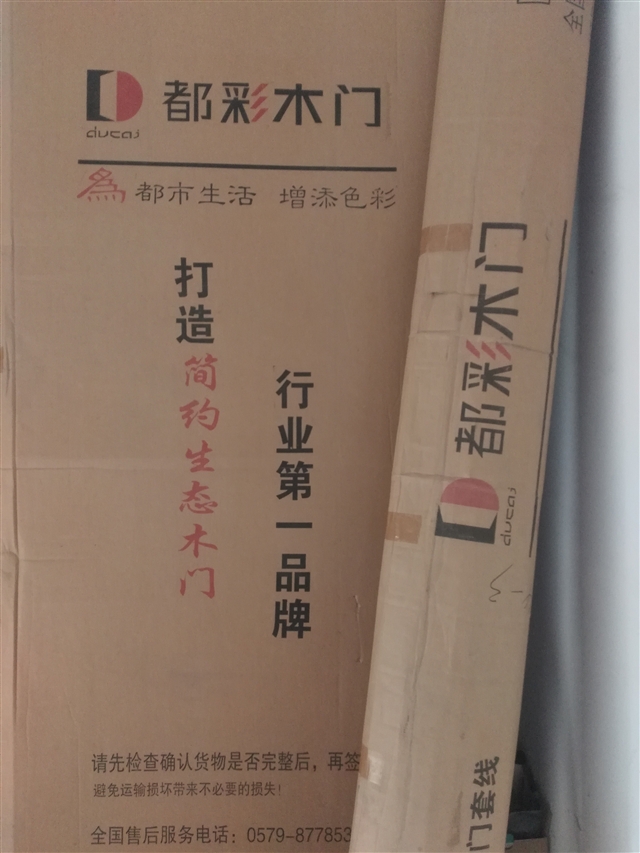 都彩木门
ducai
為都市生活 增添色彩
打造简约生态木门
行业第一品牌
请先检查确认货物是否完整后，再签
避免运输损坏带来不必要的损失！
全国售后服务电话：0579-877853
全国
都彩木门
ducai
门套线